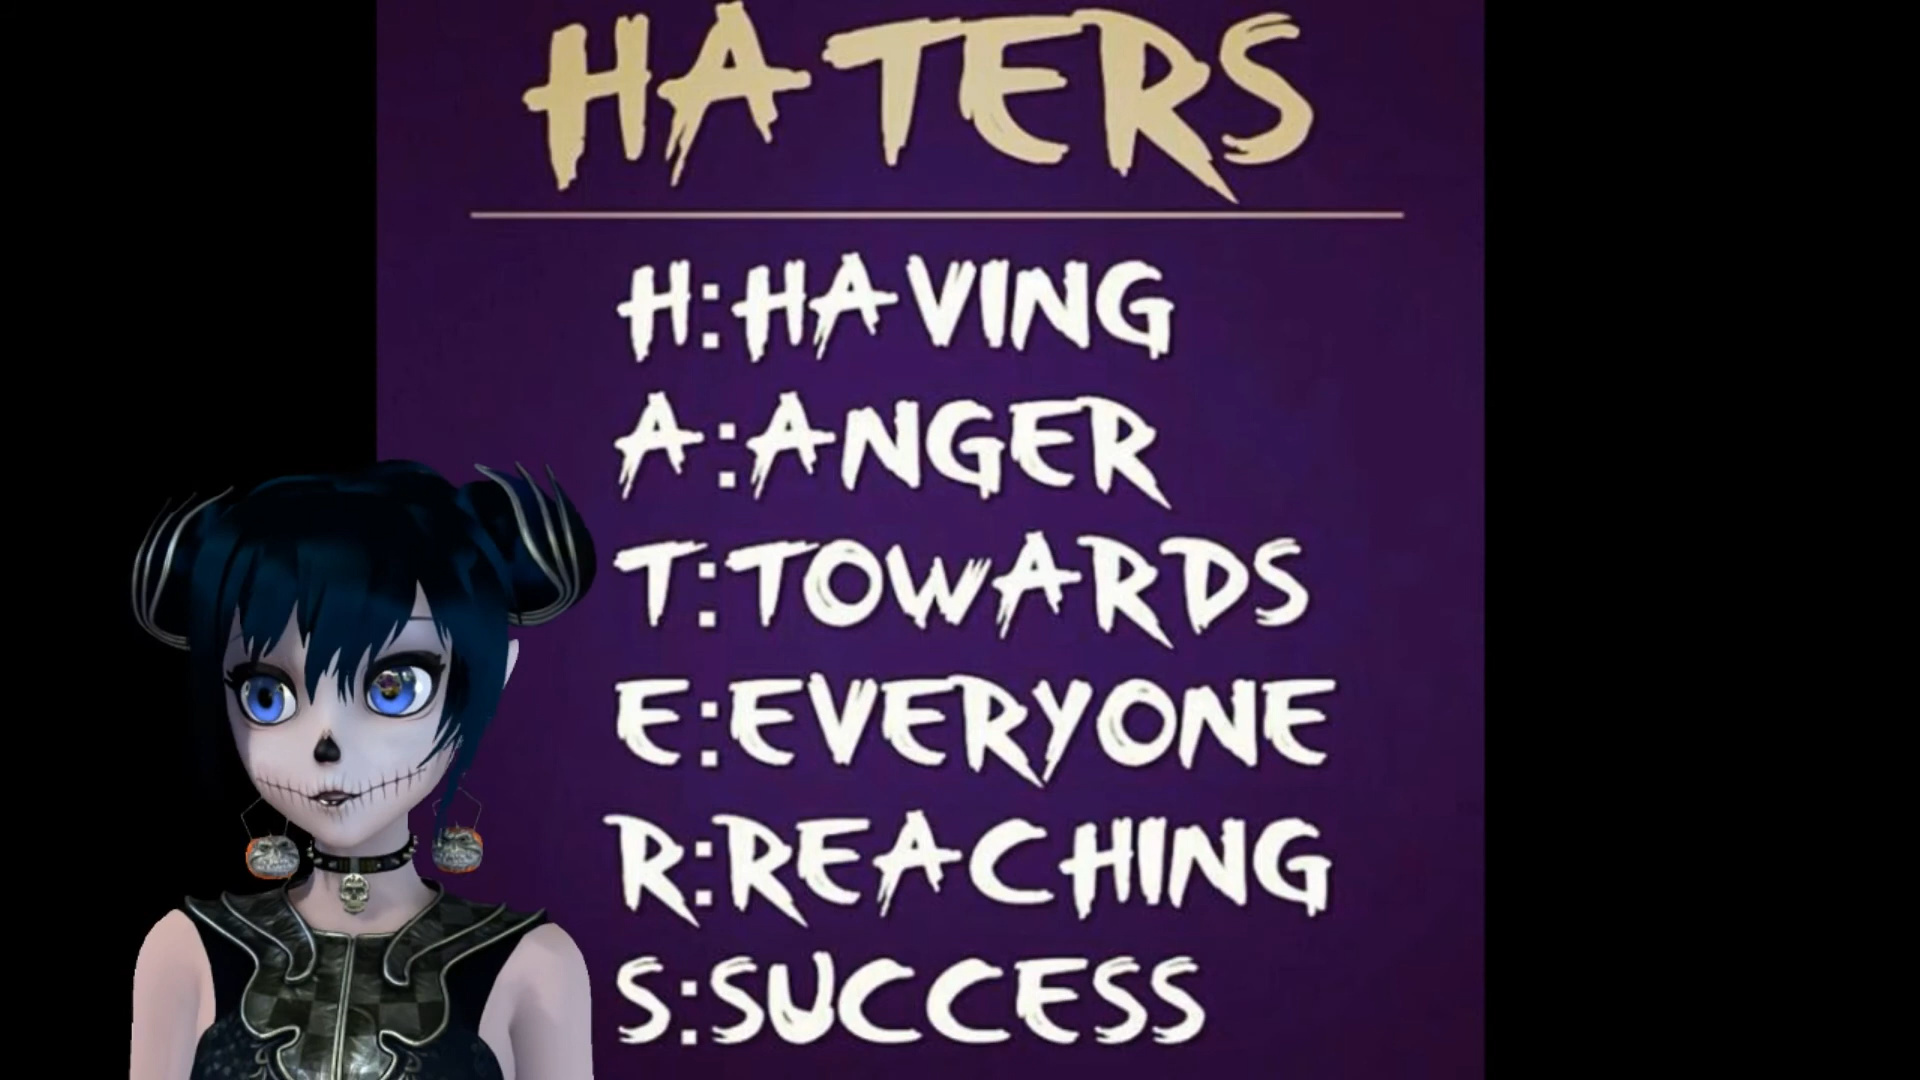 HATERS
H:HAVING
A:ANGER
T:TOWARDS
E:EVERYONE
R:REACHING
S:SUCCESS